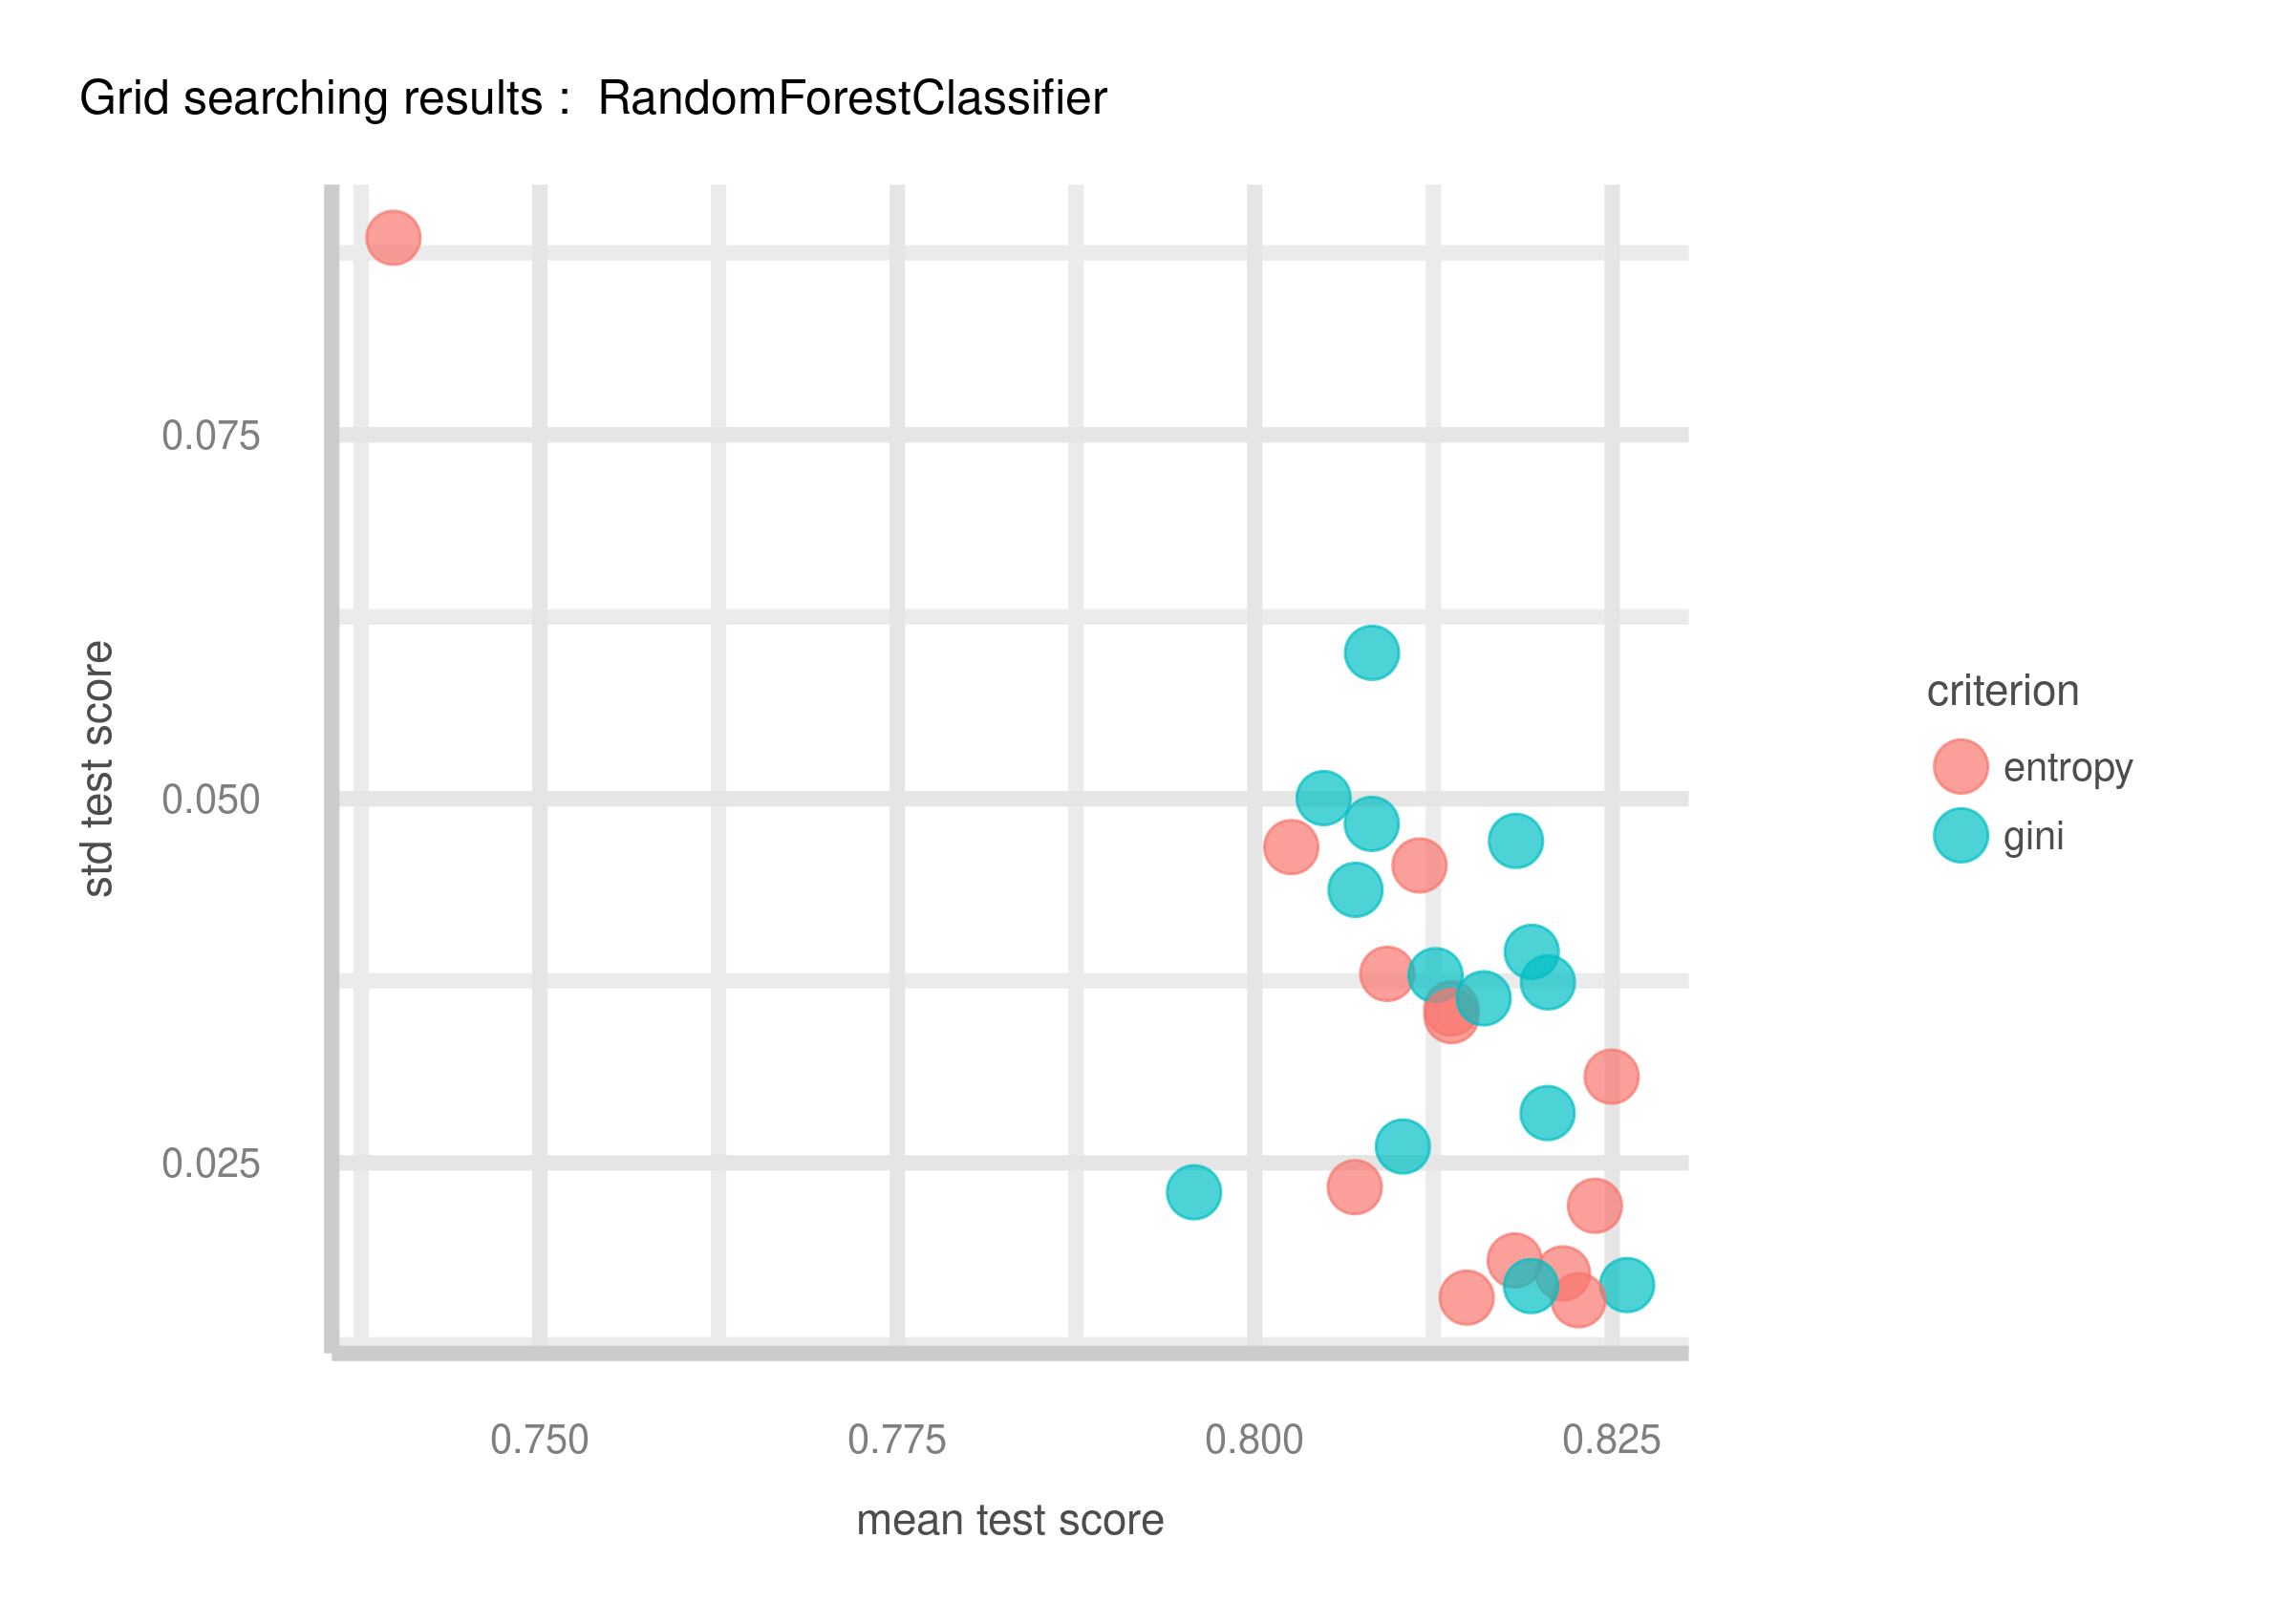 Grid searching results :  RandomForestClassifier
std test score
0.075
0.050
0.025
0.750
0.775
0.800
0.825
mean test score
criterion
entropy
gini